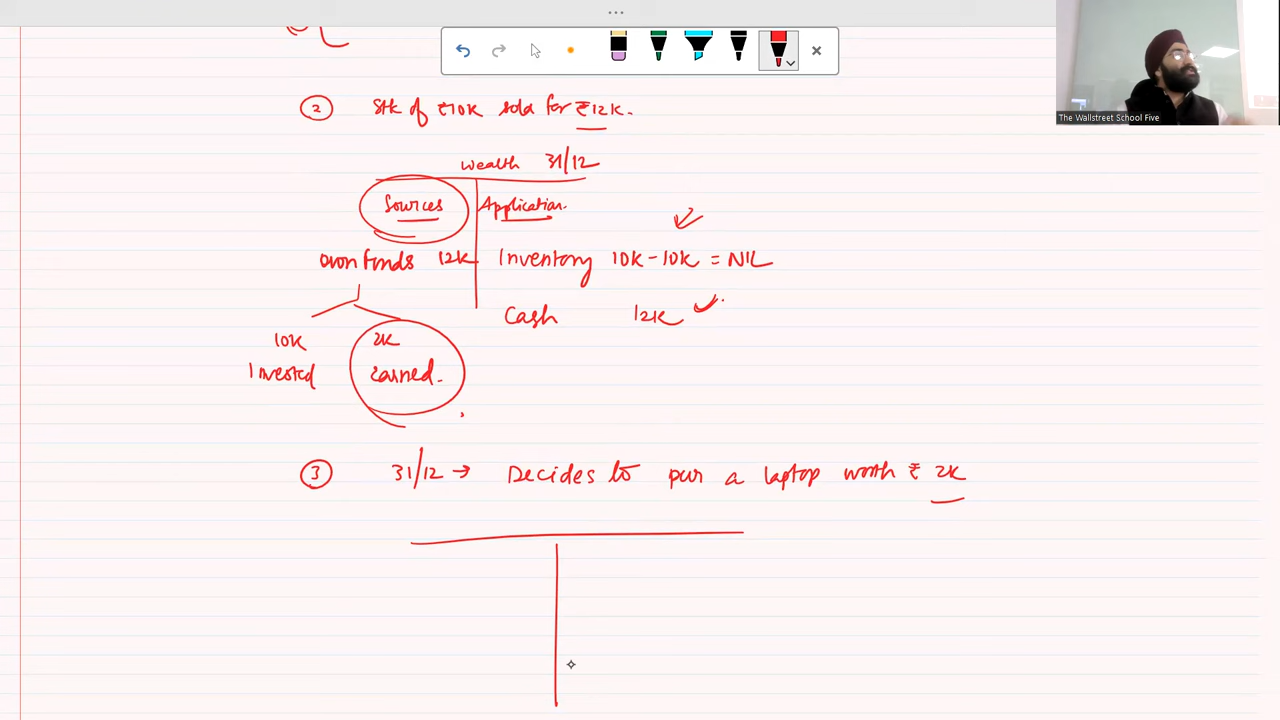 The Wallstreet School Five
② Stk of ₹10K sold for ₹12K.
Wealth 31/12
Sources Application.
own funds 12K Inventory 10K - 10K = NIL
Cash 12K
10K 2K
Invested Earned.
③ 31/12 → Decides to pur a laptop worth ₹ 2K